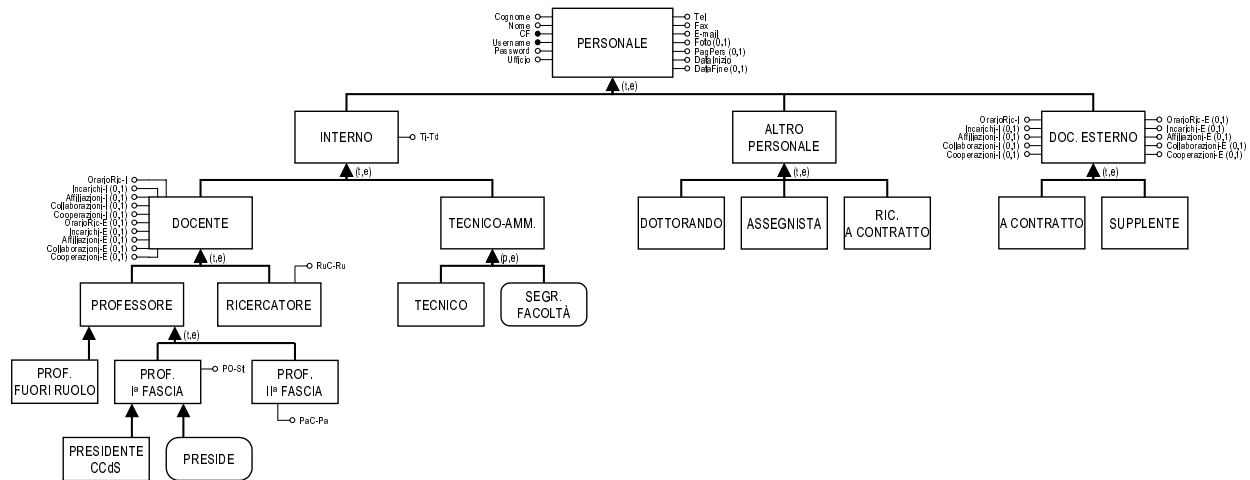 Cognome
Nome
CF
Username
Password
Ufficio
PERSONALE
Tel
Fax
E-mail
Foto (0,1)
PagPers (0,1)
DataInizio
DataFine (0,1)
(t,e)
INTERNO
Ti-Td
ALTRO
PERSONALE
OrarioRic-I
Incarichi-I (0,1)
Affiliazioni-I (0,1)
Collaborazioni-I (0,1)
Cooperazioni-I (0,1)
DOC. ESTERNO
OrarioRic-E (0,1)
Incarichi-E (0,1)
Affiliazioni-E (0,1)
Collaborazioni-E (0,1)
Cooperazioni-E (0,1)
(t,e)
(t,e)
(t,e)
OrarioRic-I
Incarichi-I (0,1)
Affiliazioni-I (0,1)
Collaborazioni-I (0,1)
Cooperazioni-I (0,1)
OrarioRic-E (0,1)
Incarichi-E (0,1)
Affiliazioni-E (0,1)
Collaborazioni-E (0,1)
Cooperazioni-E (0,1)
DOCENTE
TECNICO-AMM.
DOTTORANDO
ASSEGNISTA
RIC.
A CONTRATTO
A CONTRATTO
SUPPLENTE
(t,e)
(p,e)
RuC-Ru
PROFESSORE
RICERCATORE
TECNICO
SEGR.
FACOLTÀ
(t,e)
PROF.
FUORI RUOLO
PROF.
Iª FASCIA
PO-St
PROF.
IIª FASCIA
PaC-Pa
PRESIDENTE
CCdS
PRESIDE